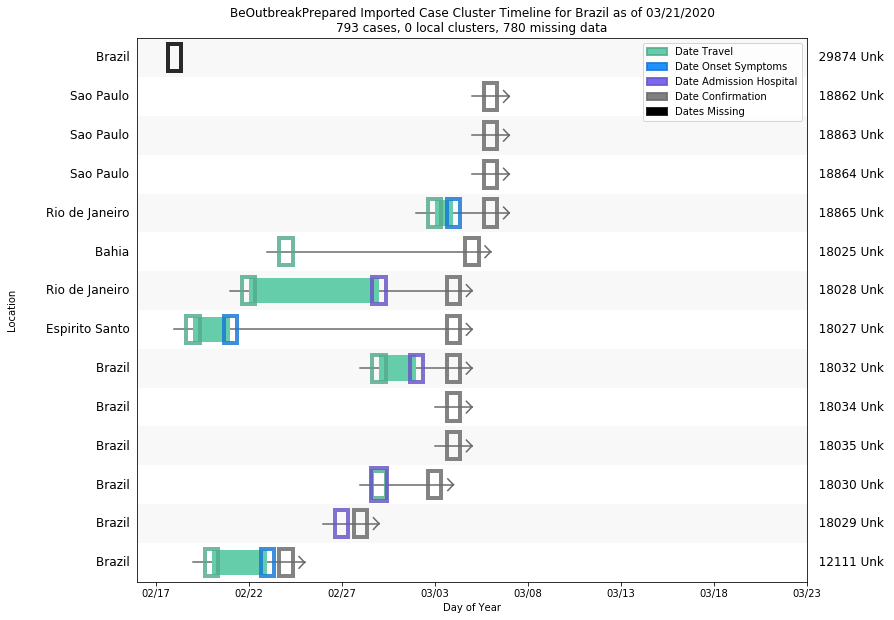 BeOutbreakPrepared Imported Case Cluster Timeline for Brazil as of 03/21/2020
793 cases, 0 local clusters, 780 missing data
Date Travel
Date Onset Symptoms
Date Admission Hospital
Date Confirmation
Dates Missing
Location
Brazil 29874 Unk
Sao Paulo 18862 Unk
Sao Paulo 18863 Unk
Sao Paulo 18864 Unk
Rio de Janeiro 18865 Unk
Bahia 18025 Unk
Rio de Janeiro 18028 Unk
Espirito Santo 18027 Unk
Brazil 18032 Unk
Brazil 18034 Unk
Brazil 18035 Unk
Brazil 18030 Unk
Brazil 18029 Unk
Brazil 12111 Unk
02/17 02/22 02/27 03/03 03/08 03/13 03/18 03/23
Day of Year